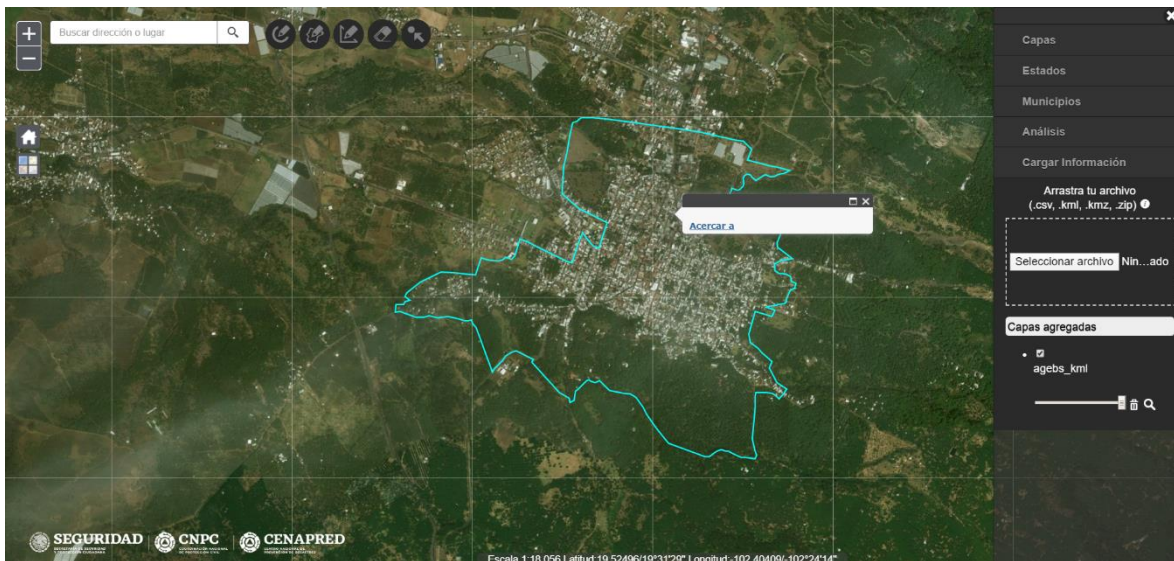 +
Buscar dirección o lugar
−
Acercar a
Capas
Estados
Municipios
Análisis
Cargar Información
Arrastra tu archivo
(.csv, .kml, .kmz, .zip)
Seleccionar archivo Nin...ado
Capas agregadas
agebs_kml
SEGURIDAD
CNPC
CENAPRED
Escala 1:18,056 Latitud:19.52496/19°31'29" Longitud:-102.40409/-102°24'14"